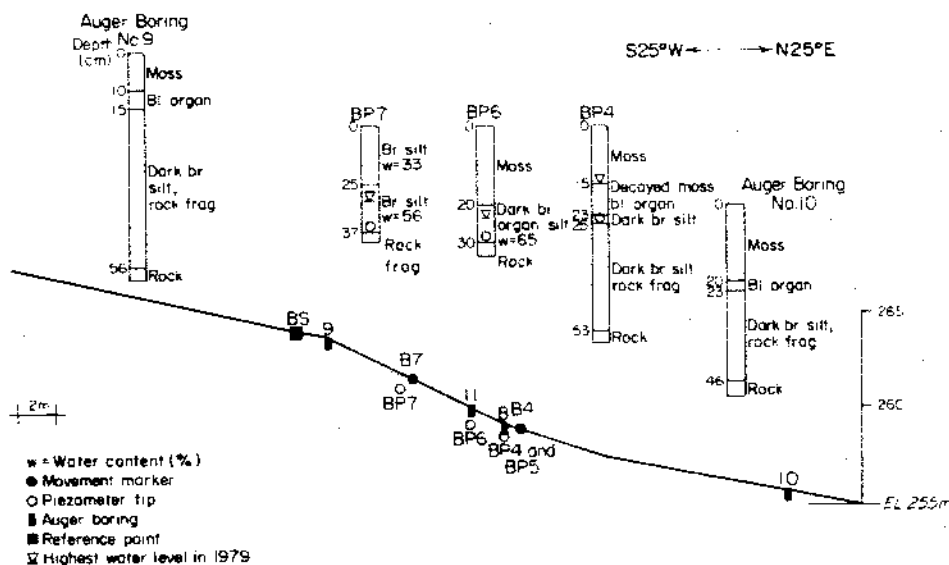 Auger Boring
No.9
Depth
(cm)
0
Moss
10
Bl organ
15
Dark br
silt,
rock frag
56
Rock
S25°W
N25°E
BP7
0
Br silt
w=33
25
Br silt
w=56
37
Rock
frag
BP6
0
Moss
20
Dark br
organ silt
w=65
30
Rock
BP4
0
Moss
15
Decayed moss
bl organ
23
Dark br silt
25
Dark br silt
rock frag
53
Rock
Auger Boring
No.10
0
Moss
20
Bl organ
23
Dark br silt,
rock frag
46
Rock
BS
9
B7
BP7
11
BP6
8
B4
BP4 and
BP5
10
265
260
EL 255m
2m
w = Water content (%)
Movement marker
Piezometer tip
Auger boring
Reference point
Highest water level in 1979